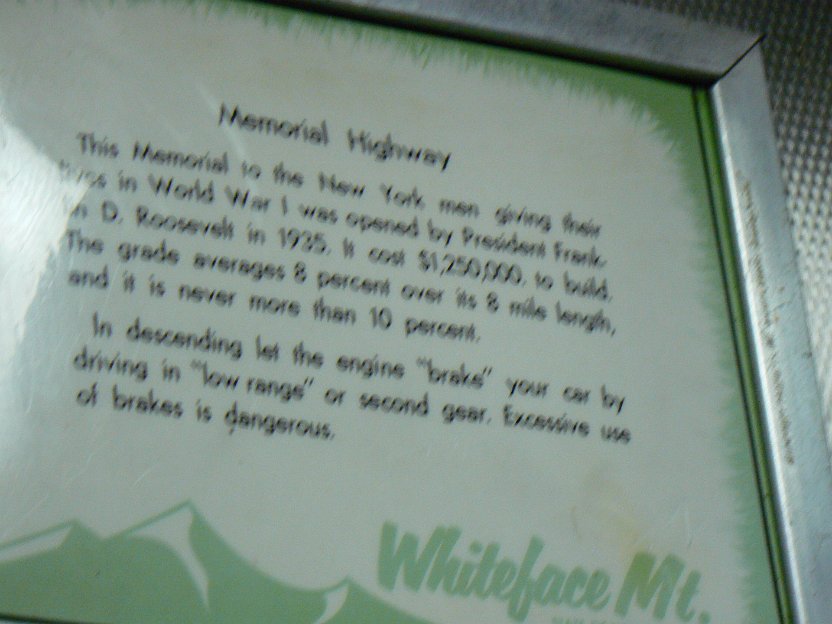 Memorial Highway
This Memorial to the New York men giving their
lives in World War I was opened by President Frank-
lin D. Roosevelt in 1935. It cost $1,250,000. to build.
The grade averages 8 percent over its 8 mile length,
and it is never more than 10 percent.
In descending let the engine "brake" your car by
driving in "low range" or second gear. Excessive use
of brakes is dangerous.
Whiteface Mt.